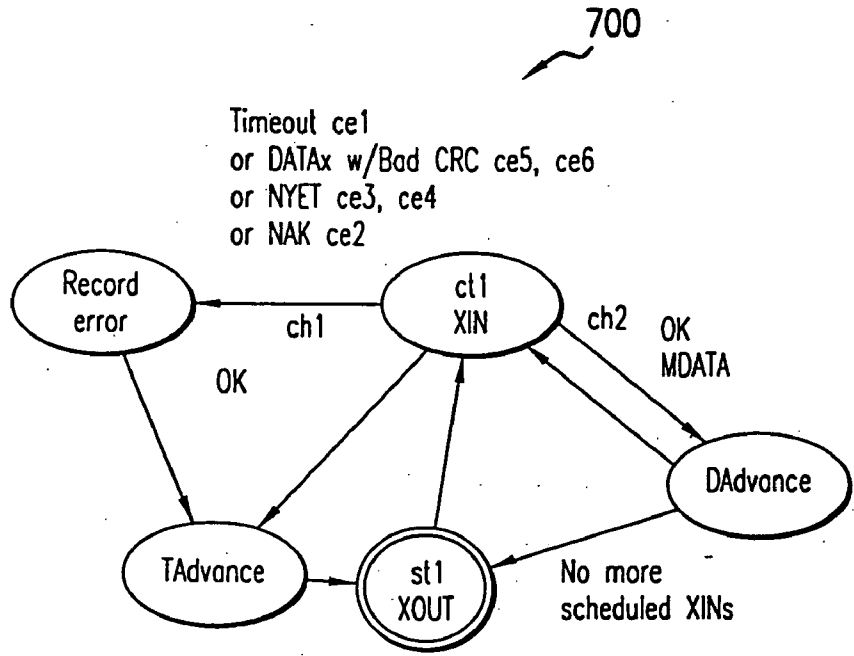 700
Timeout ce1
or DATAx w/Bad CRC ce5, ce6
or NYET ce3, ce4
or NAK ce2
Record
error
ct1
XIN
ch1
ch2
OK
MDATA
OK
DAdvance
TAdvance
st1
XOUT
No more
scheduled XINs